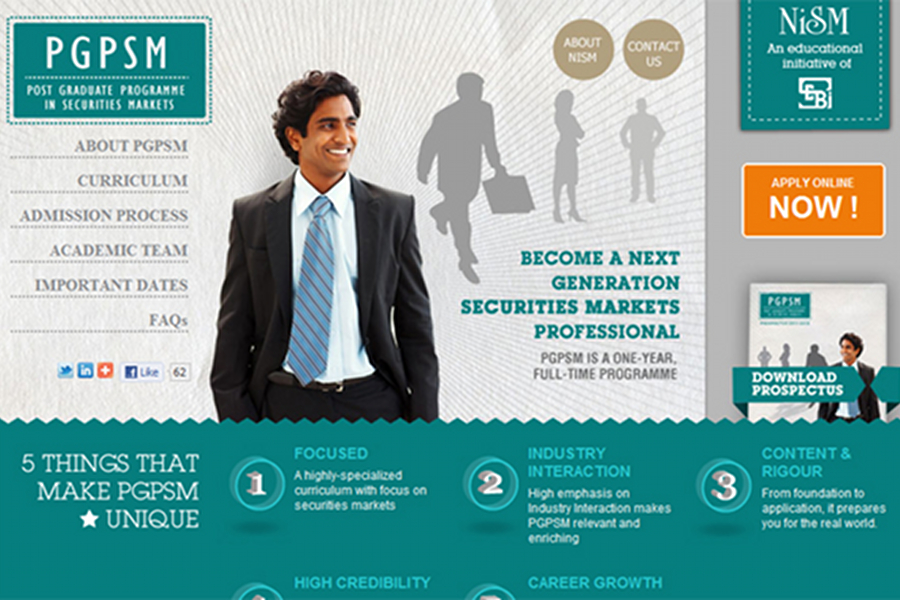 PGPSM
POST GRADUATE PROGRAMME
IN SECURITIES MARKETS
ABOUT PGPSM
CURRICULUM
ADMISSION PROCESS
ACADEMIC TEAM
IMPORTANT DATES
FAQs
Like
62
ABOUT
NISM
CONTACT
US
BECOME A NEXT
GENERATION
SECURITIES MARKETS
PROFESSIONAL
PGPSM IS A ONE-YEAR,
FULL-TIME PROGRAMME
NiSM
An educational
initiative of
SEBI
APPLY ONLINE
NOW !
PGPSM
DOWNLOAD
PROSPECTUS
5 THINGS THAT
MAKE PGPSM
UNIQUE
1
FOCUSED
A highly-specialized
curriculum with focus on
securities markets
2
INDUSTRY
INTERACTION
High emphasis on
Industry Interaction makes
PGPSM relevant and
enriching
3
CONTENT &
RIGOUR
From foundation to
application, it prepares
you for the real world.
HIGH CREDIBILITY
CAREER GROWTH